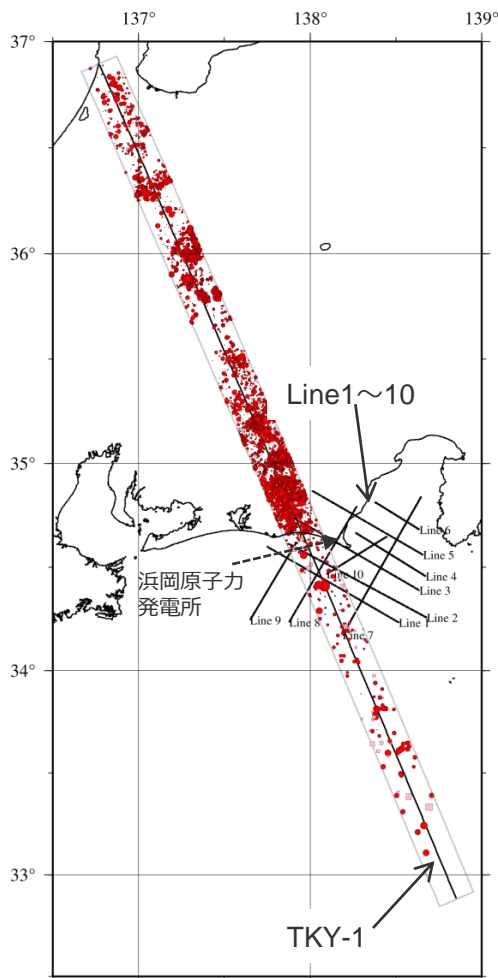 137°
138°
139°
37°
36°
Line1～10
35°
Line 6
Line 5
浜岡原子力
発電所
Line 10
Line 4
Line 3
Line 9
Line 8
Line 7
Line 1
Line 2
34°
33°
TKY-1